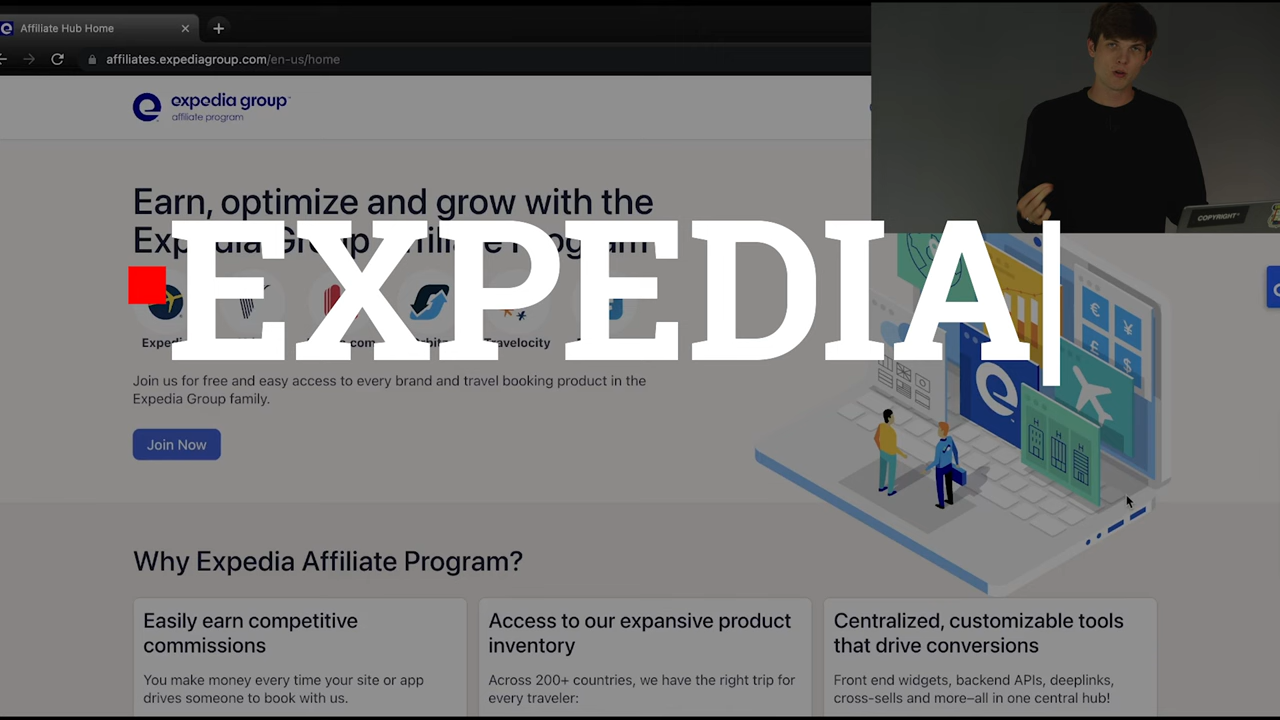 Affiliate Hub Home
affiliates.expediagroup.com/en-us/home
expedia group™
affiliate program
COPYRIGHT™
Earn, optimize and grow with the
Expedia Group Affiliate Program
EXPEDIA
Travelocity
Join us for free and easy access to every brand and travel booking product in the
Expedia Group family.
Join Now
Why Expedia Affiliate Program?
Easily earn competitive
commissions
You make money every time your site or app
drives someone to book with us.
Access to our expansive product
inventory
Across 200+ countries, we have the right trip for
every traveler:
Centralized, customizable tools
that drive conversions
Front end widgets, backend APIs, deeplinks,
cross-sells and more–all in one central hub!